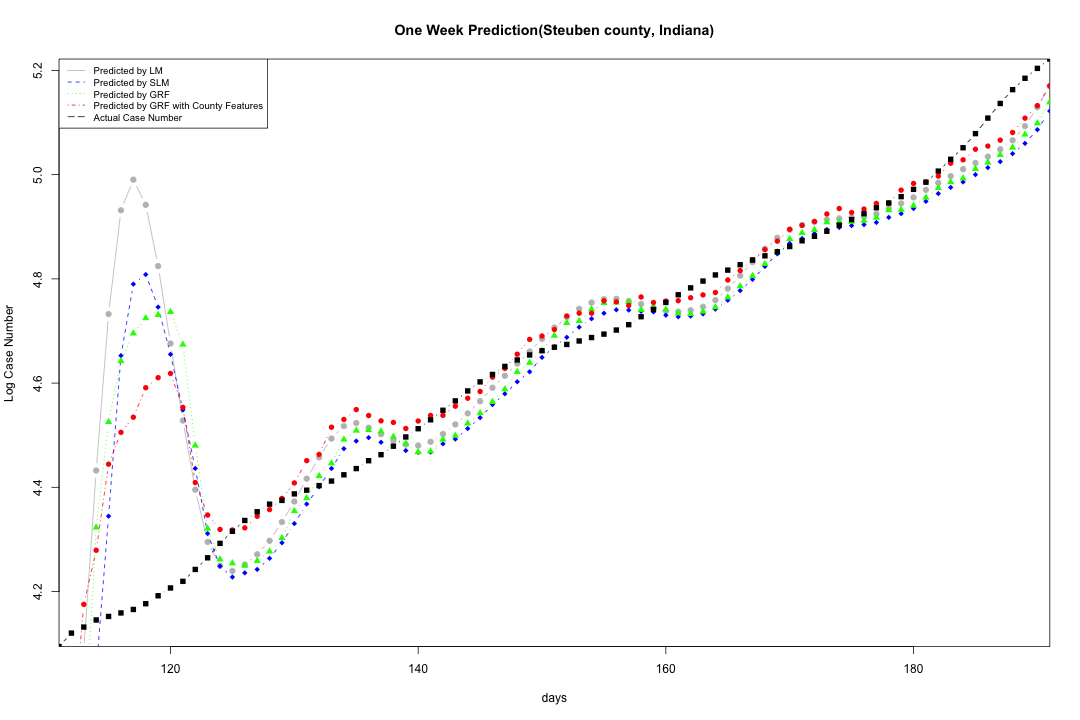 One Week Prediction(Steuben county, Indiana)
Predicted by LM
Predicted by SLM
Predicted by GRF
Predicted by GRF with County Features
Actual Case Number
5.2
5.0
4.8
4.6
4.4
4.2
Log Case Number
120
140
160
180
days